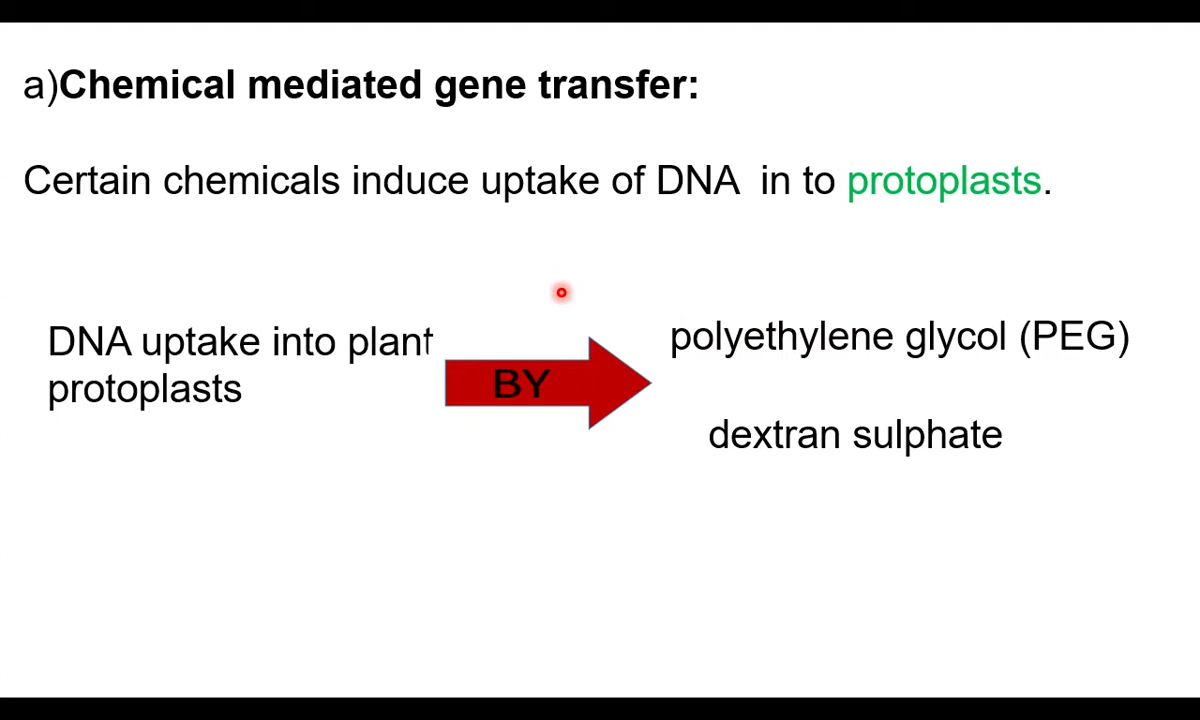 a)Chemical mediated gene transfer:
Certain chemicals induce uptake of DNA in to protoplasts.
DNA uptake into plant
protoplasts
BY
polyethylene glycol (PEG)
dextran sulphate